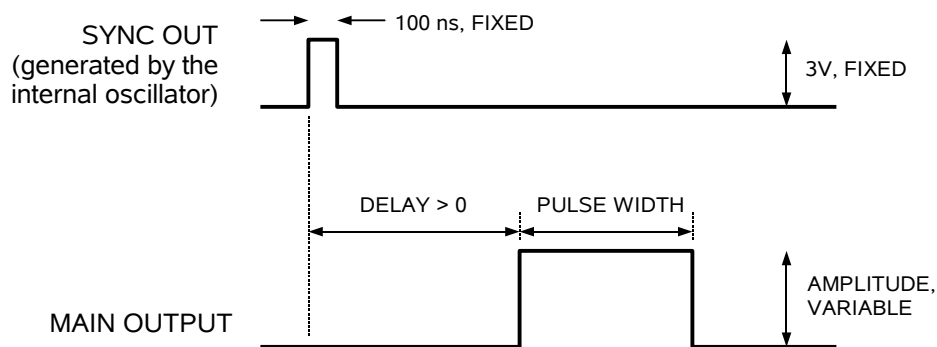 100 ns, FIXED
SYNC OUT
(generated by the
internal oscillator)
3V, FIXED
DELAY > 0
PULSE WIDTH
AMPLITUDE,
VARIABLE
MAIN OUTPUT